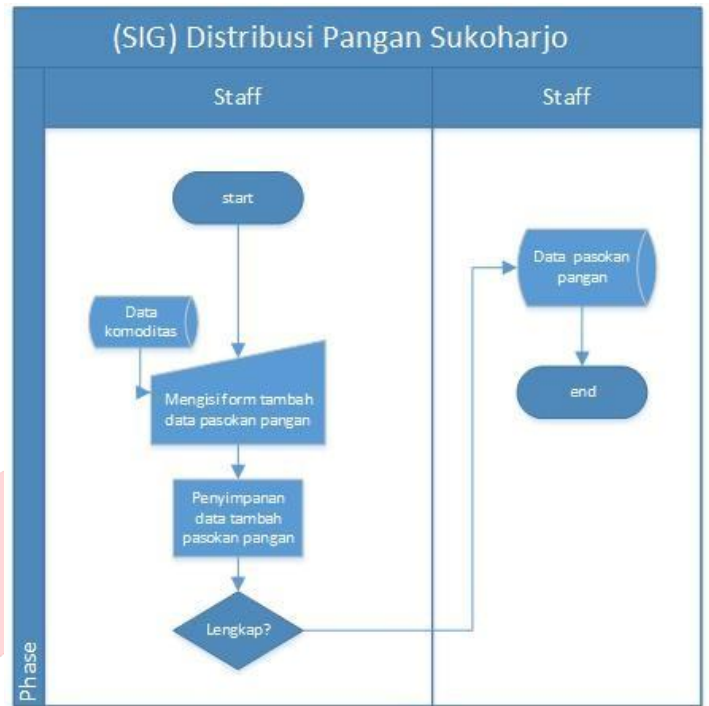 (SIG) Distribusi Pangan Sukoharjo
Staff
Staff
start
Data
komoditas
Mengisi form tambah
data pasokan pangan
Penyimpanan
data tambah
pasokan pangan
Lengkap?
Data pasokan
pangan
end
Phase